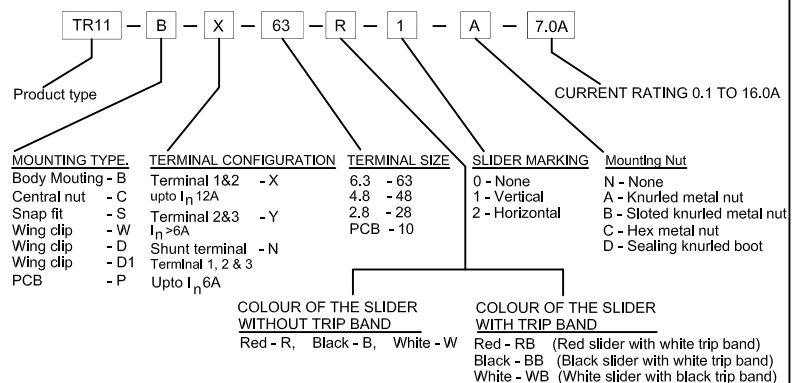 TR11 - B - X - 63 - R - 1 - A - 7.0A
Product type
CURRENT RATING 0.1 TO 16.0A
MOUNTING TYPE.
Body Mouting - B
Central nut - C
Snap fit - S
Wing clip - W
Wing clip - D
Wing clip - D1
PCB - P
TERMINAL CONFIGURATION
Terminal 1&2 - X
upto In 12A
Terminal 2&3 - Y
In >6A
Shunt terminal - N
Terminal 1, 2 & 3
Upto In 6A
TERMINAL SIZE
6.3 - 63
4.8 - 48
2.8 - 28
PCB - 10
SLIDER MARKING
0 - None
1 - Vertical
2 - Horizontal
Mounting Nut
N - None
A - Knurled metal nut
B - Sloted knurled metal nut
C - Hex metal nut
D - Sealing knurled boot
COLOUR OF THE SLIDER
WITHOUT TRIP BAND
Red - R, Black - B, White - W
COLOUR OF THE SLIDER
WITH TRIP BAND
Red - RB (Red slider with white trip band)
Black - BB (Black slider with white trip band)
White - WB (White slider with black trip band)